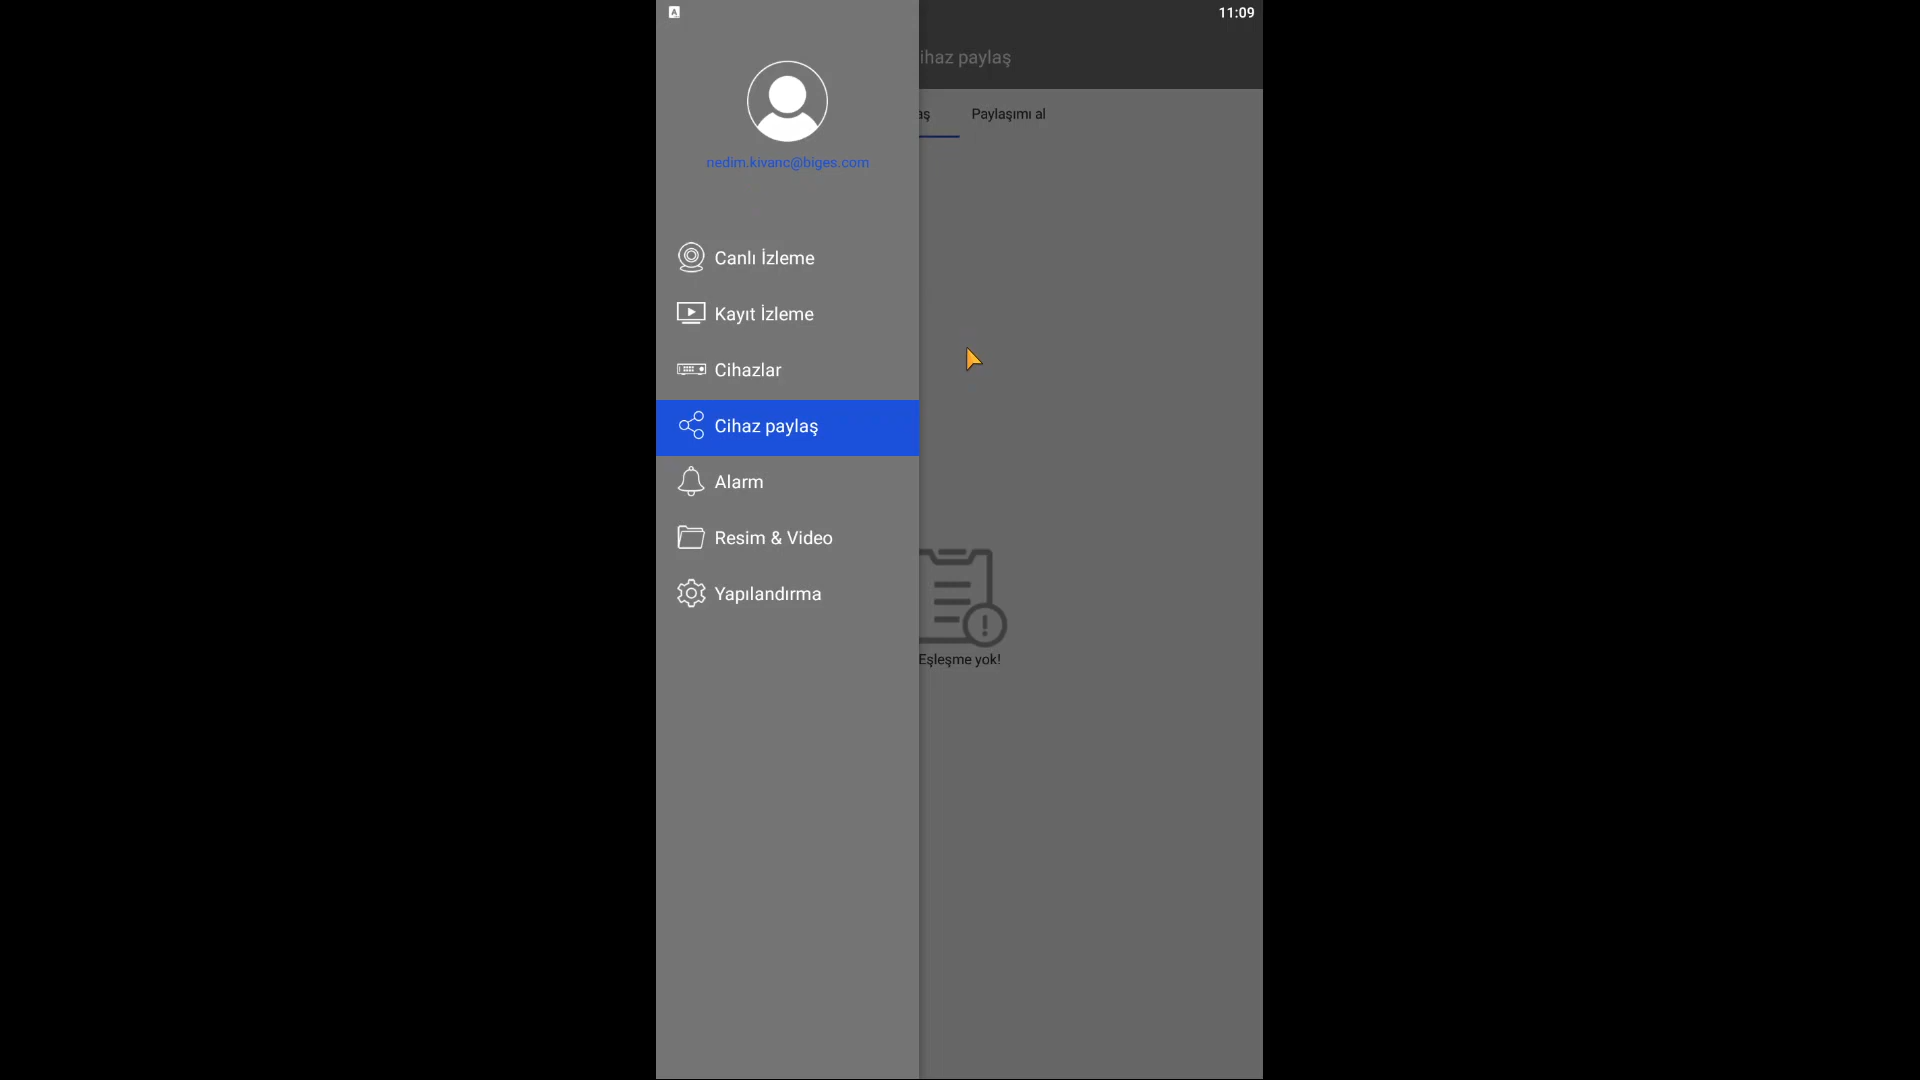 A
11:09
ihaz paylaş
aş
Paylaşımı al
nedim.kivanc@biges.com
Canlı İzleme
Kayıt İzleme
Cihazlar
Cihaz paylaş
Alarm
Resim & Video
Yapılandırma
Eşleşme yok!